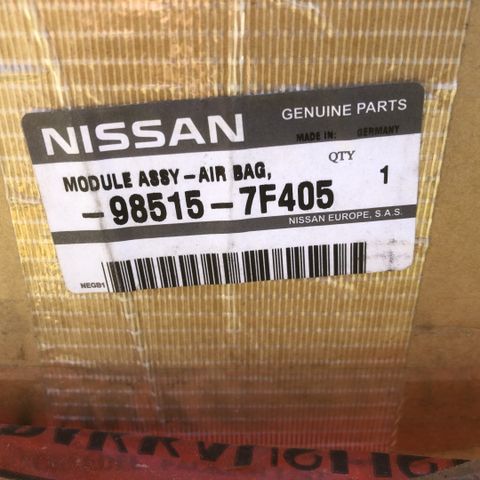 NISSAN
GENUINE PARTS
MADE IN: GERMANY
QTY
MODULE ASSY-AIR BAG, 1
-98515-7F405
NISSAN EUROPE, S.A.S.
NEGB1